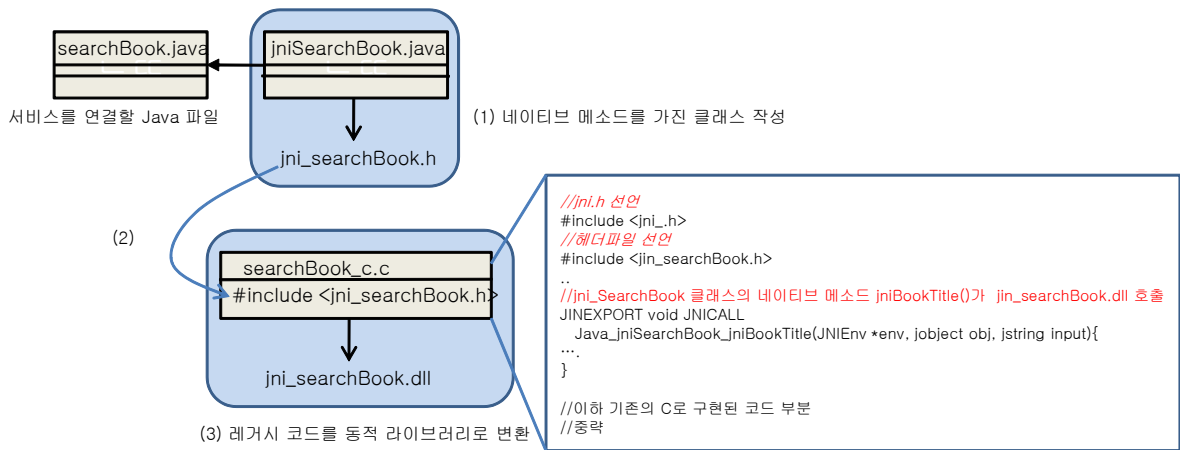 searchBook.java
jniSearchBook.java
서비스를 연결할 Java 파일
(1) 네이티브 메소드를 가진 클래스 작성
jni_searchBook.h
(2)
searchBook_c.c
#include <jni_searchBook.h>
jni_searchBook.dll
(3) 레거시 코드를 동적 라이브러리로 변환
//jni.h 선언
#include <jni_.h>
//헤더파일 선언
#include <jin_searchBook.h>
..
//jni_SearchBook 클래스의 네이티브 메소드 jniBookTitle()가 jin_searchBook.dll 호출
JINEXPORT void JNICALL
Java_jniSearchBook_jniBookTitle(JNIEnv *env, jobject obj, jstring input){
….
}
//이하 기존의 C로 구현된 코드 부분
//중략